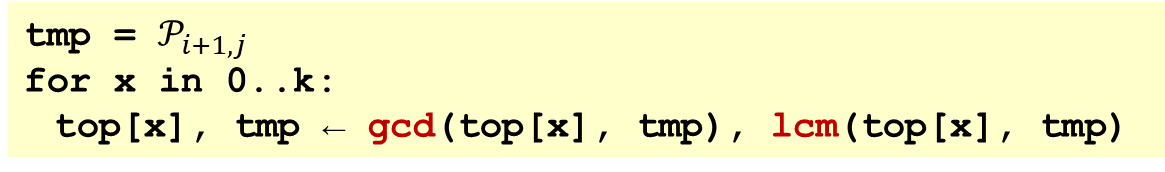 tmp = 𝒫i+1,j
for x in 0..k:
top[x], tmp ← gcd(top[x], tmp), lcm(top[x], tmp)